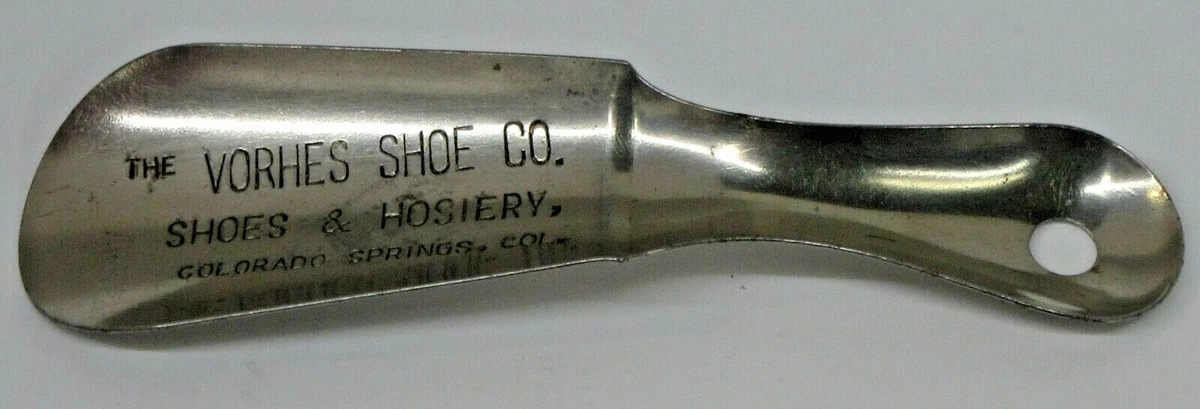 THE VORHES SHOE CO.
SHOES & HOSIERY,
COLORADO SPRINGS, COL.